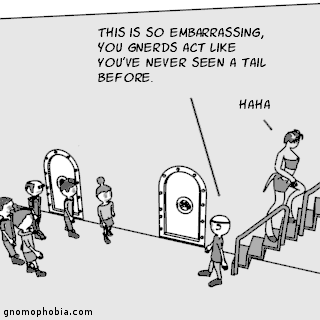 THIS IS SO EMBARRASSING,
YOU GNERDS ACT LIKE
YOU'VE NEVER SEEN A TAIL
BEFORE.
HAHA
gnomophobia.com